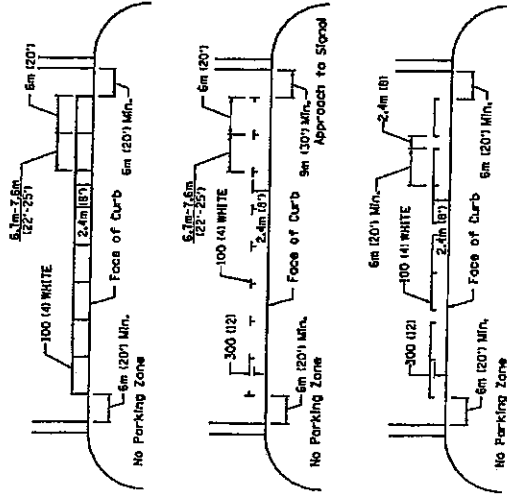 6m (20')
6.7m-7.6m
(22'-25')
100 (4) WHITE
2.4m (8')
Face of Curb
6m (20') Min.
6m (20') Min.
No Parking Zone
6m (20')
6.7m-7.6m
(22'-25')
100 (4) WHITE
300 (12)
2.4m (8')
Face of Curb
9m (30') Min.
Approach to Signal
6m (20') Min.
No Parking Zone
2.4m (8)
6m (20') Min.
100 (4) WHITE
300 (12)
2.4m (8')
Face of Curb
6m (20') Min.
6m (20') Min.
No Parking Zone